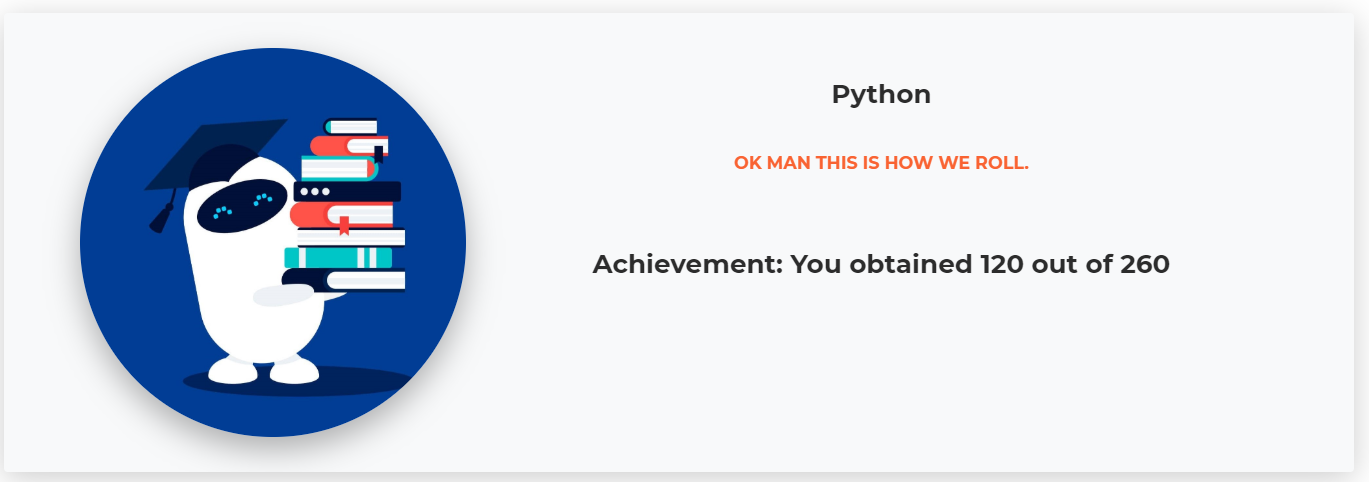 Python
OK MAN THIS IS HOW WE ROLL.
Achievement: You obtained 120 out of 260